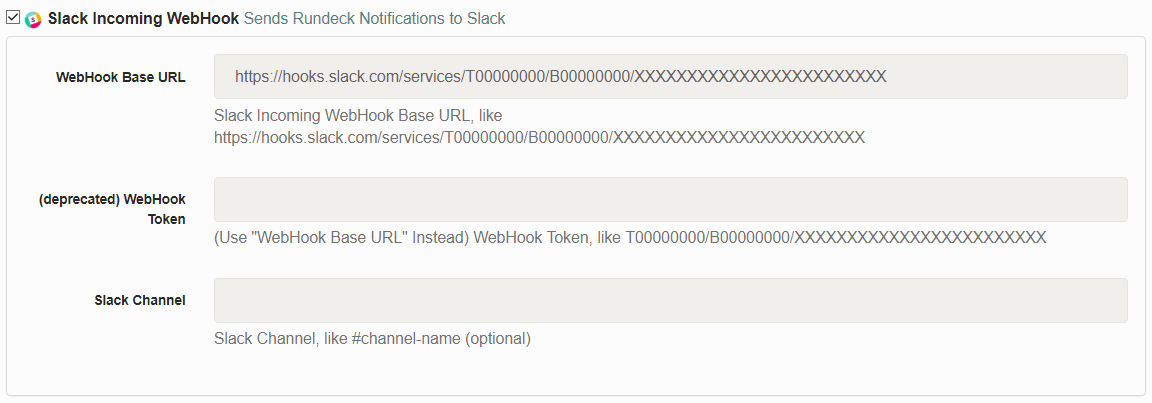 Slack Incoming WebHook Sends Rundeck Notifications to Slack
WebHook Base URL
https://hooks.slack.com/services/T00000000/B00000000/XXXXXXXXXXXXXXXXXXXXXXXX
Slack Incoming WebHook Base URL, like
https://hooks.slack.com/services/T00000000/B00000000/XXXXXXXXXXXXXXXXXXXXXXXX
(deprecated) WebHook
Token
(Use "WebHook Base URL" Instead) WebHook Token, like T00000000/B00000000/XXXXXXXXXXXXXXXXXXXXXXXX
Slack Channel
Slack Channel, like #channel-name (optional)